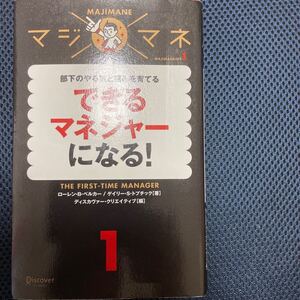 MAJIMANE
マジマネ
部下のやる気と強みを育てる
できる
マネジャー
になる!
THE FIRST-TIME MANAGER
ローレン・B・ベルカー/ゲイリー・S・トプチック[著]
ディスカヴァー・クリエイティブ[編]
1
Discover